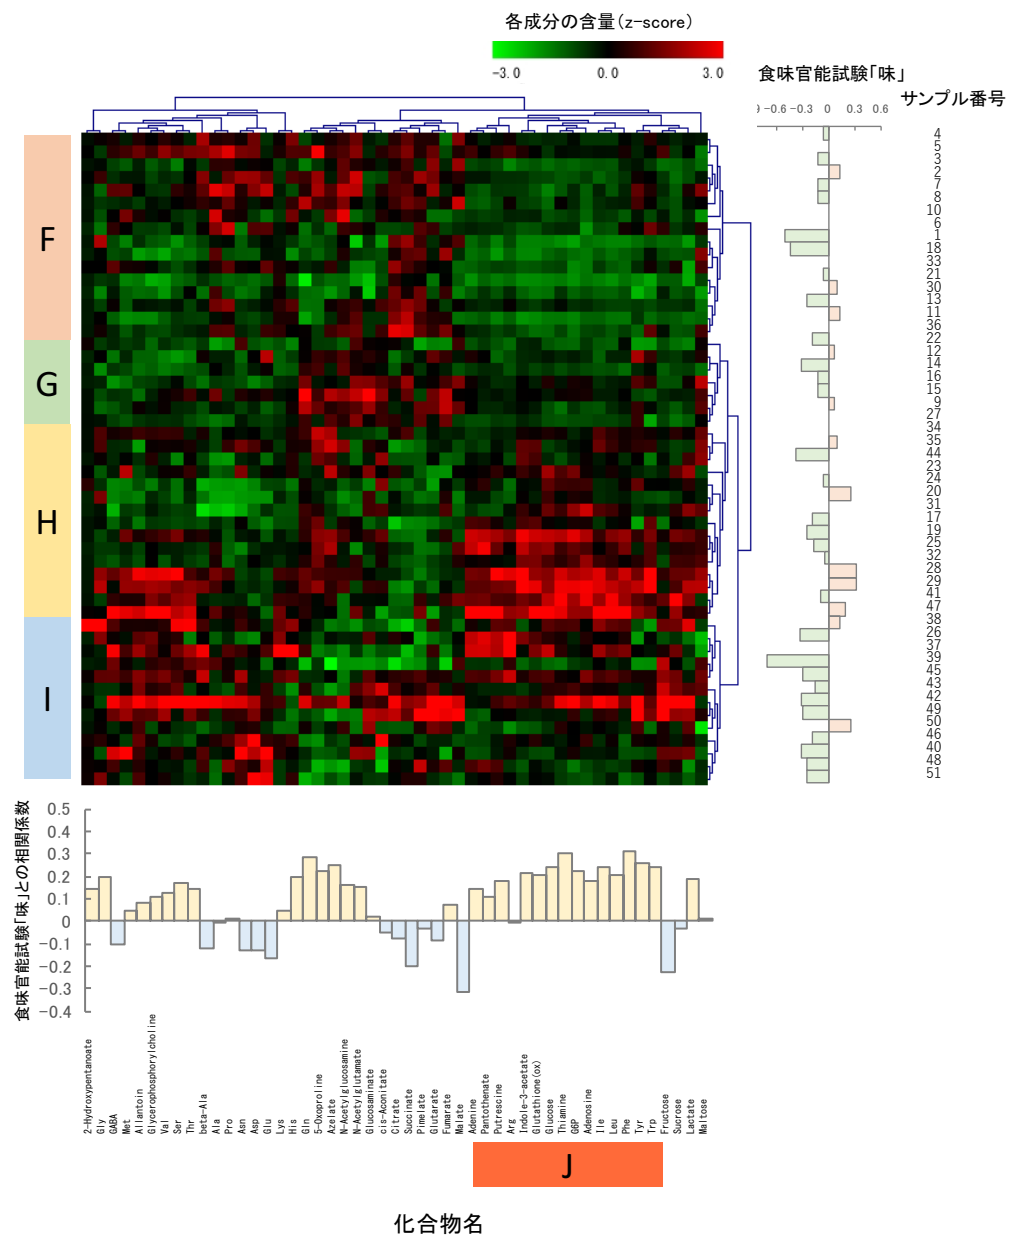 各成分の含量(z-score)
-3.0 0.0 3.0
食味官能試験「味」
サンプル番号
-0.6 -0.3 0 0.3 0.6
F
G
H
I
4
5
3
2
7
8
10
6
1
18
33
21
30
13
11
36
22
12
14
16
15
9
27
34
35
44
23
24
20
31
17
19
25
32
28
29
41
47
38
26
37
39
45
43
42
49
50
46
40
48
51
食味官能試験「味」との相関係数
0.5
0.4
0.3
0.2
0.1
0
-0.1
-0.2
-0.3
-0.4
2-Hydroxypentanoate
Gly
GABA
Met
Allantoin
Glycerophosphorylcholine
Val
Ser
Thr
beta-Ala
Ala
Pro
Asn
Asp
Glu
Lys
His
Gln
5-Oxoproline
Azelate
N-Acetylglucosamine
N-Acetylglutamate
Glucosaminate
cis-Aconitate
Citrate
Succinate
Pimelate
Glutarate
Fumarate
Malate
Adenine
Pantothenate
Putrescine
Arg
Indole-3-acetate
Glutathione(ox)
Glucose
Thiamine
G6P
Adenosine
Ile
Leu
Phe
Tyr
Trp
Fructose
Sucrose
Lactate
Maltose
J
化合物名